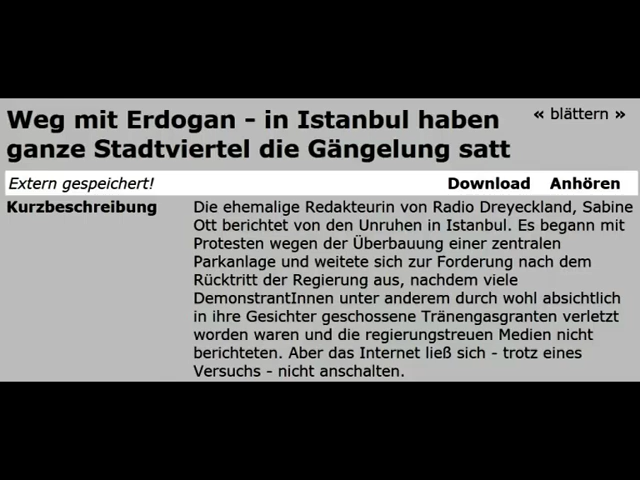 Weg mit Erdogan - in Istanbul haben
« blättern »
ganze Stadtviertel die Gängelung satt
Extern gespeichert! Download Anhören
Kurzbeschreibung Die ehemalige Redakteurin von Radio Dreyeckland, Sabine
Ott berichtet von den Unruhen in Istanbul. Es begann mit
Protesten wegen der Überbauung einer zentralen
Parkanlage und weitete sich zur Forderung nach dem
Rücktritt der Regierung aus, nachdem viele
DemonstrantInnen unter anderem durch wohl absichtlich
in ihre Gesichter geschossene Tränengasgranten verletzt
worden waren und die regierungstreuen Medien nicht
berichteten. Aber das Internet ließ sich - trotz eines
Versuchs - nicht anschalten.